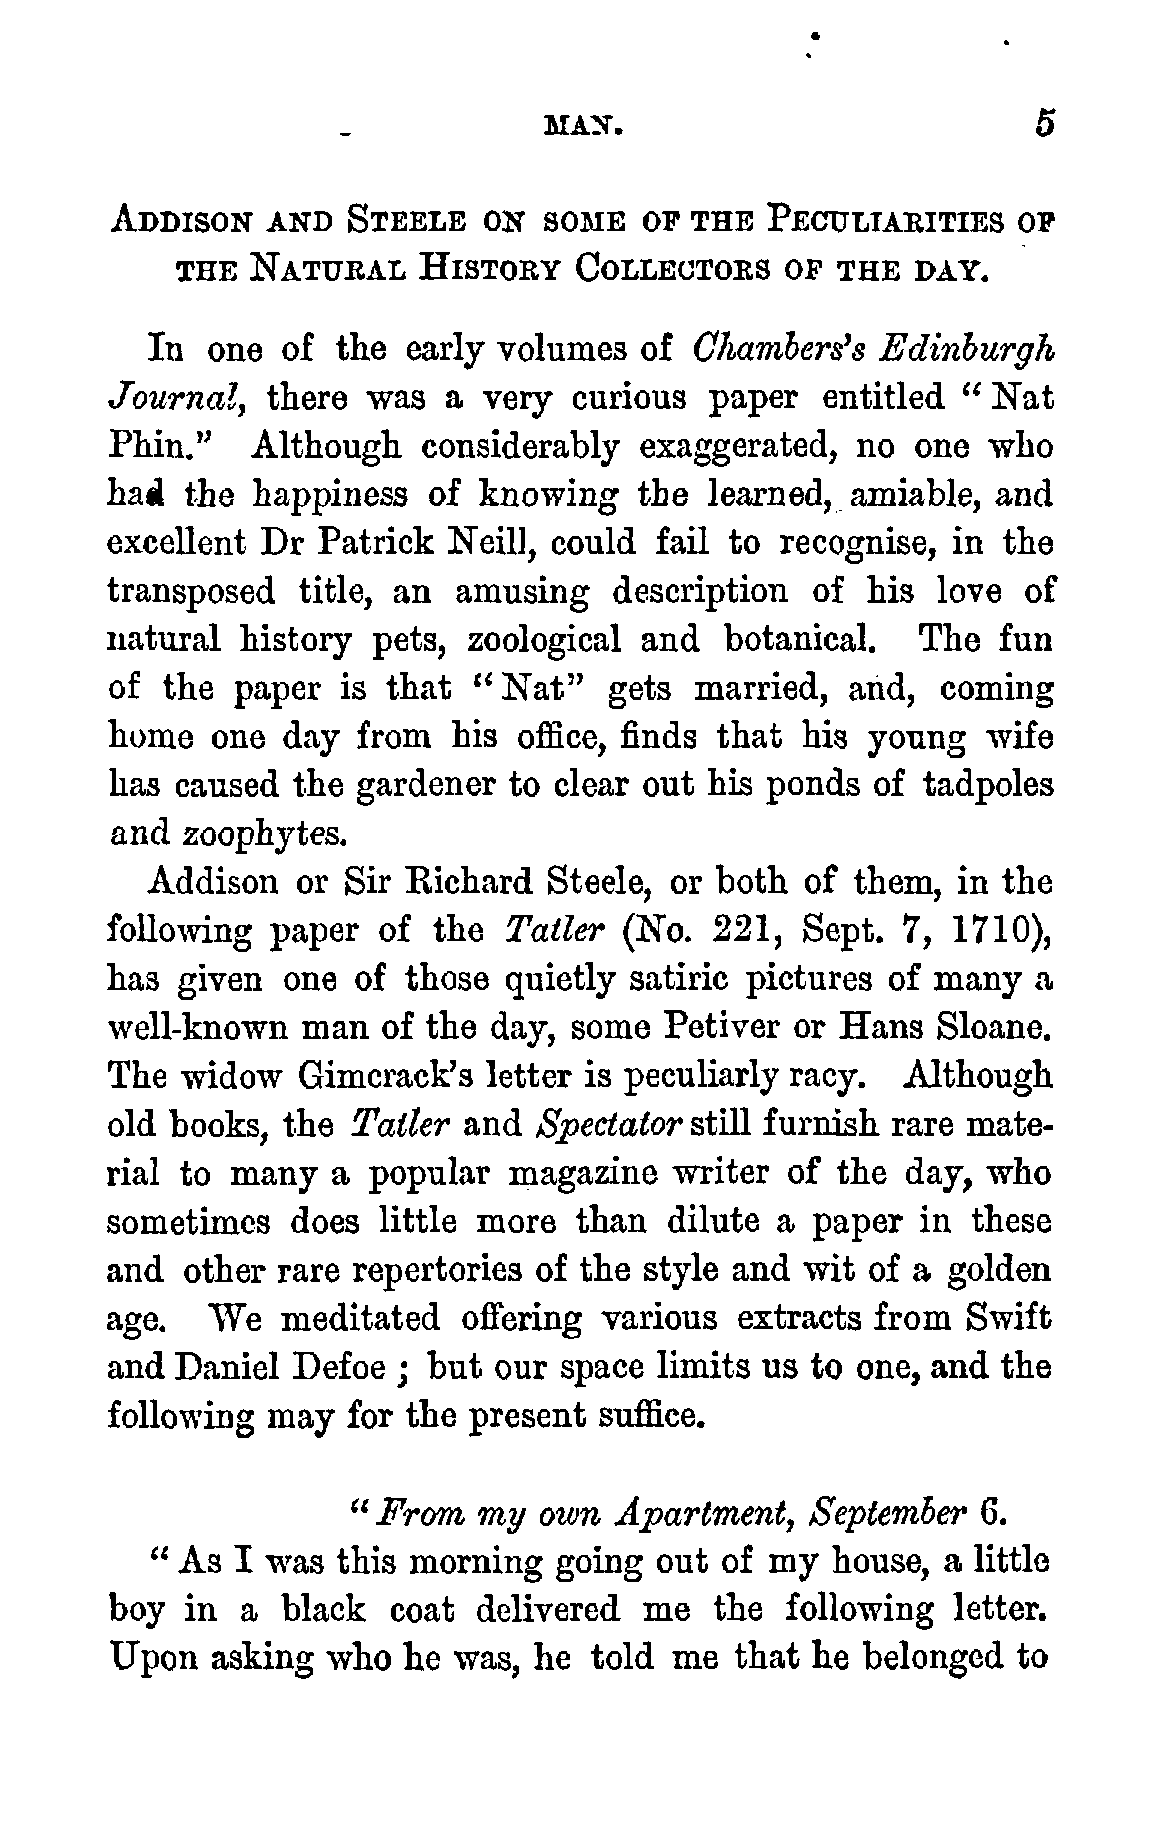 MAN. 5
ADDISON AND STEELE ON SOME OF THE PECULIARITIES OF
THE NATURAL HISTORY COLLECTORS OF THE DAY.
In one of the early volumes of Chambers's Edinburgh
Journal, there was a very curious paper entitled “Nat
Phin.” Although considerably exaggerated, no one who
had the happiness of knowing the learned, amiable, and
excellent Dr Patrick Neill, could fail to recognise, in the
transposed title, an amusing description of his love of
natural history pets, zoological and botanical. The fun
of the paper is that “Nat” gets married, and, coming
home one day from his office, finds that his young wife
has caused the gardener to clear out his ponds of tadpoles
and zoophytes.
Addison or Sir Richard Steele, or both of them, in the
following paper of the Tatler (No. 221, Sept. 7, 1710),
has given one of those quietly satiric pictures of many a
well-known man of the day, some Petiver or Hans Sloane.
The widow Gimcrack's letter is peculiarly racy. Although
old books, the Tatler and Spectator still furnish rare mate-
rial to many a popular magazine writer of the day, who
sometimes does little more than dilute a paper in these
and other rare repertories of the style and wit of a golden
age. We meditated offering various extracts from Swift
and Daniel Defoe ; but our space limits us to one, and the
following may for the present suffice.
“From my own Apartment, September 6.
“As I was this morning going out of my house, a little
boy in a black coat delivered me the following letter.
Upon asking who he was, he told me that he belonged to